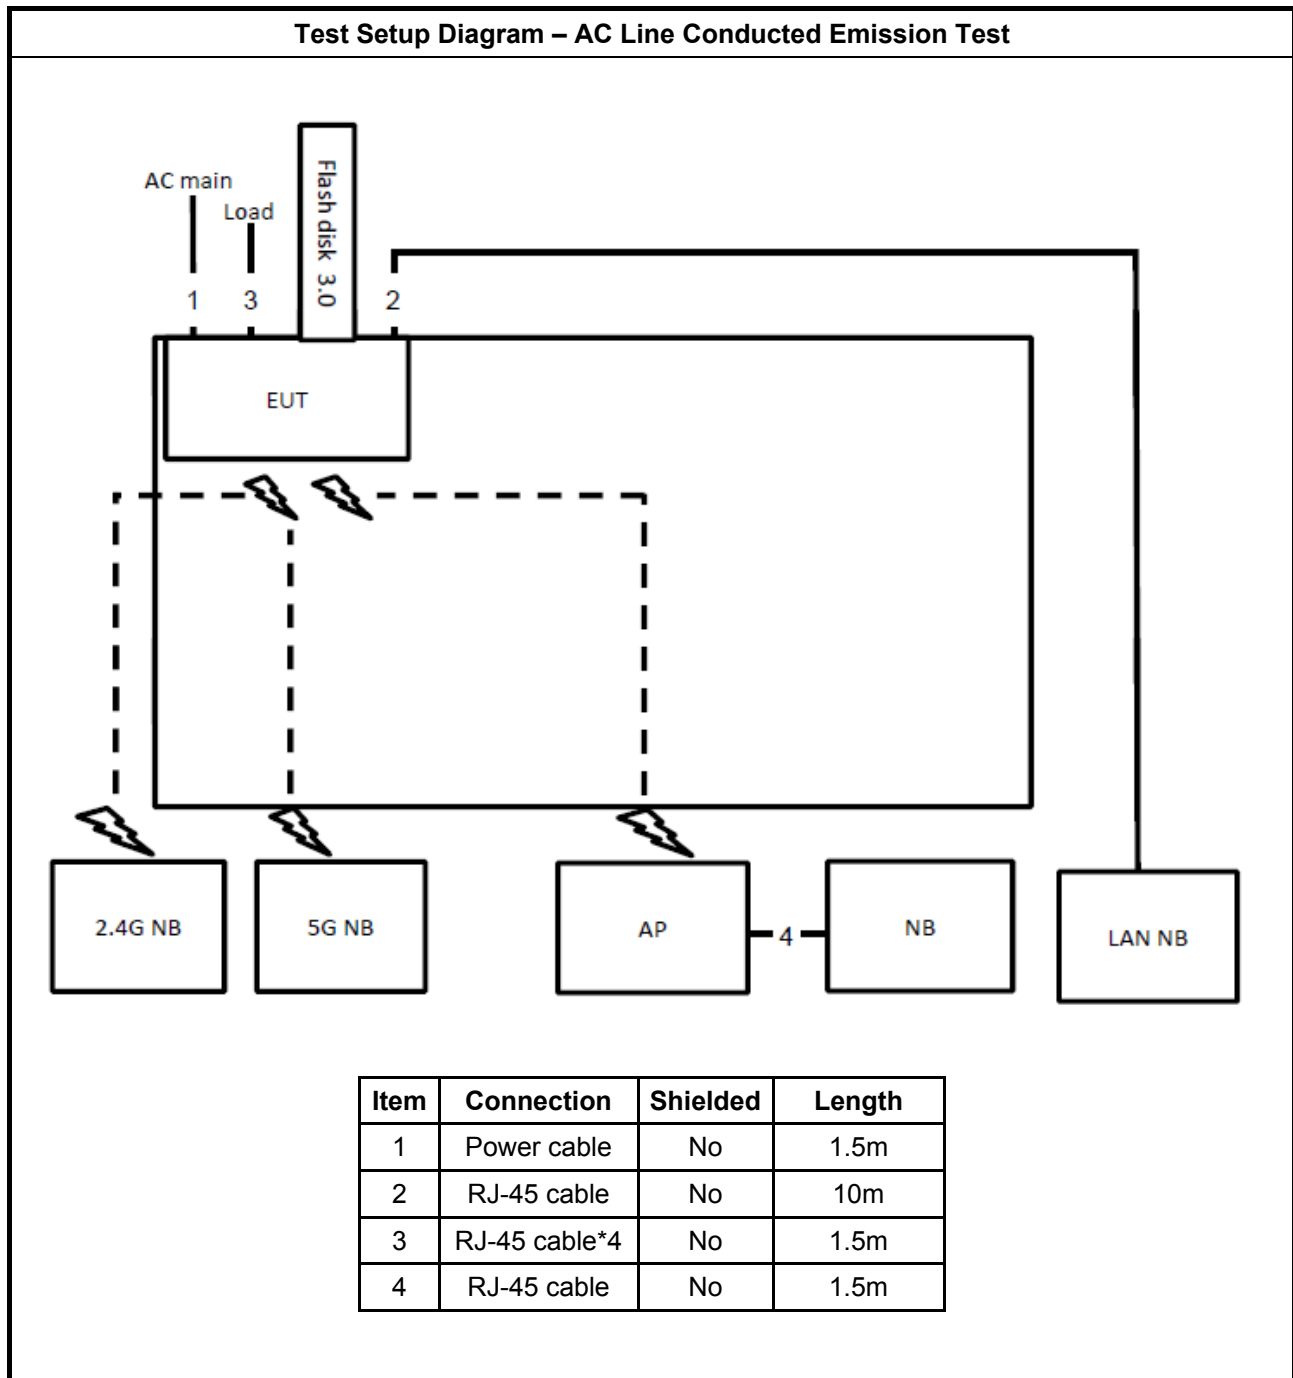 Test Setup Diagram – AC Line Conducted Emission Test
AC main
Load
Flash disk 3.0
1
3
2
EUT
2.4G NB
5G NB
AP
4
NB
LAN NB
Item Connection Shielded Length
1 Power cable No 1.5m
2 RJ-45 cable No 10m
3 RJ-45 cable*4 No 1.5m
4 RJ-45 cable No 1.5m